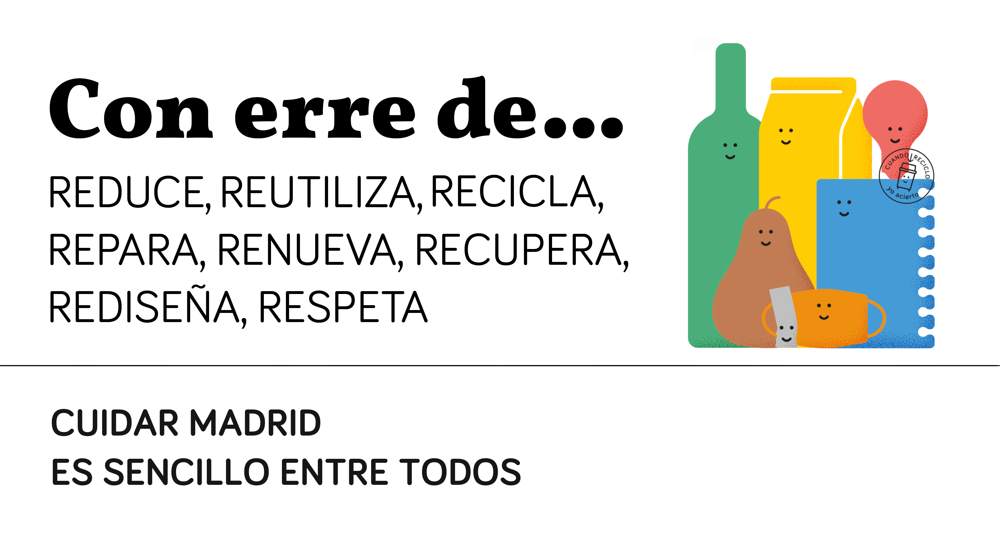 Con erre de...
REDUCE, REUTILIZA, RECICLA,
REPARA, RENUEVA, RECUPERA,
REDISEÑA, RESPETA
CUANDO RECICLO
yo acierto
CUIDAR MADRID
ES SENCILLO ENTRE TODOS